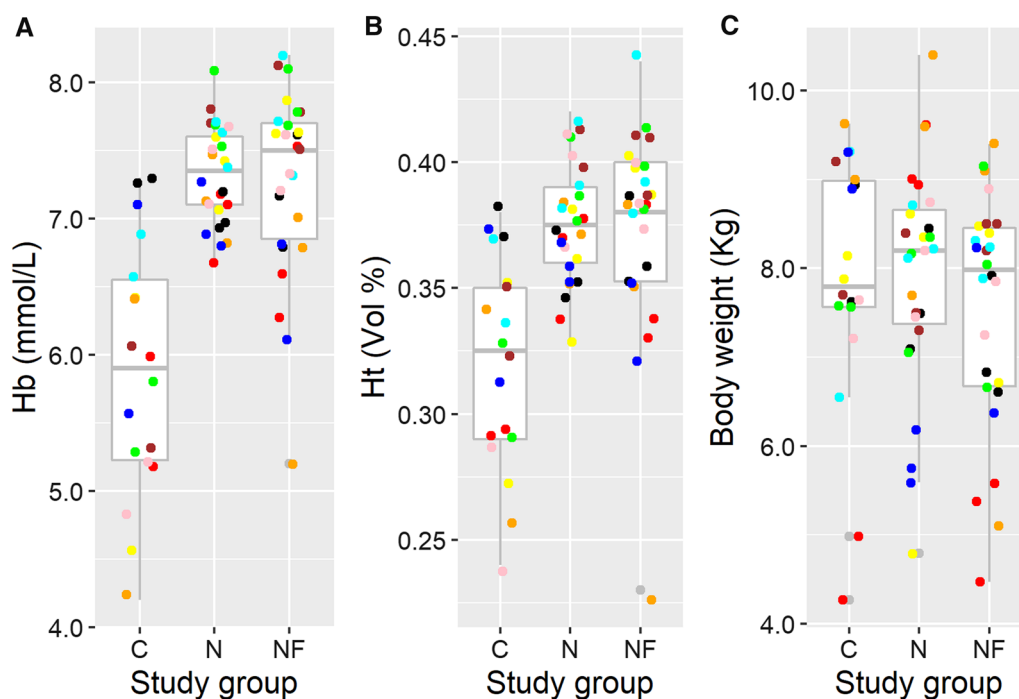 A
Hb (mmol/L)
8.0
7.0
6.0
5.0
4.0
C N NF
Study group
B
Ht (Vol %)
0.45
0.40
0.35
0.30
0.25
C N NF
Study group
C
Body weight (Kg)
10.0
8.0
6.0
4.0
C N NF
Study group